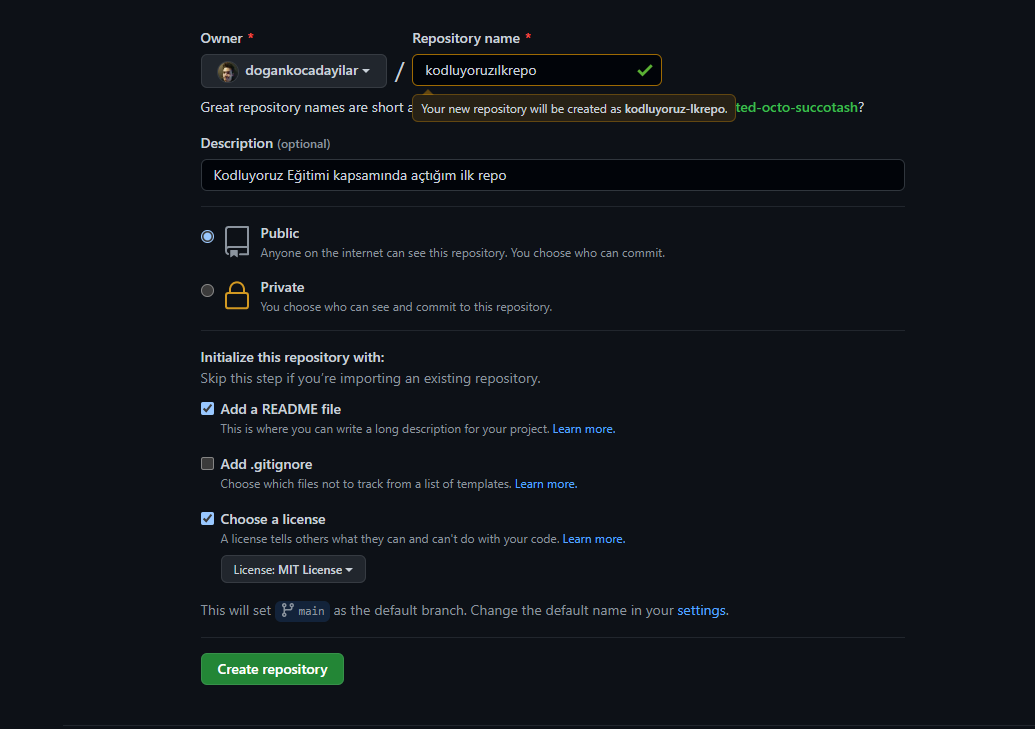 Owner * Repository name *
dogankocadayilar / kodluyoruzılkrepo
Great repository names are short a
Your new repository will be created as kodluyoruz-lkrepo.
ted-octo-succotash?
Description (optional)
Kodluyoruz Eğitimi kapsamında açtığım ilk repo
Public
Anyone on the internet can see this repository. You choose who can commit.
Private
You choose who can see and commit to this repository.
Initialize this repository with:
Skip this step if you're importing an existing repository.
Add a README file
This is where you can write a long description for your project. Learn more.
Add .gitignore
Choose which files not to track from a list of templates. Learn more.
Choose a license
A license tells others what they can and can't do with your code. Learn more.
License: MIT License
This will set main as the default branch. Change the default name in your settings.
Create repository